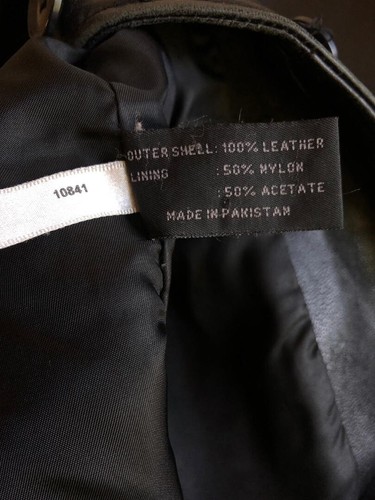 OUTER SHELL: 100% LEATHER
LINING : 50% NYLON
: 50% ACETATE
MADE IN PAKISTAN
10841